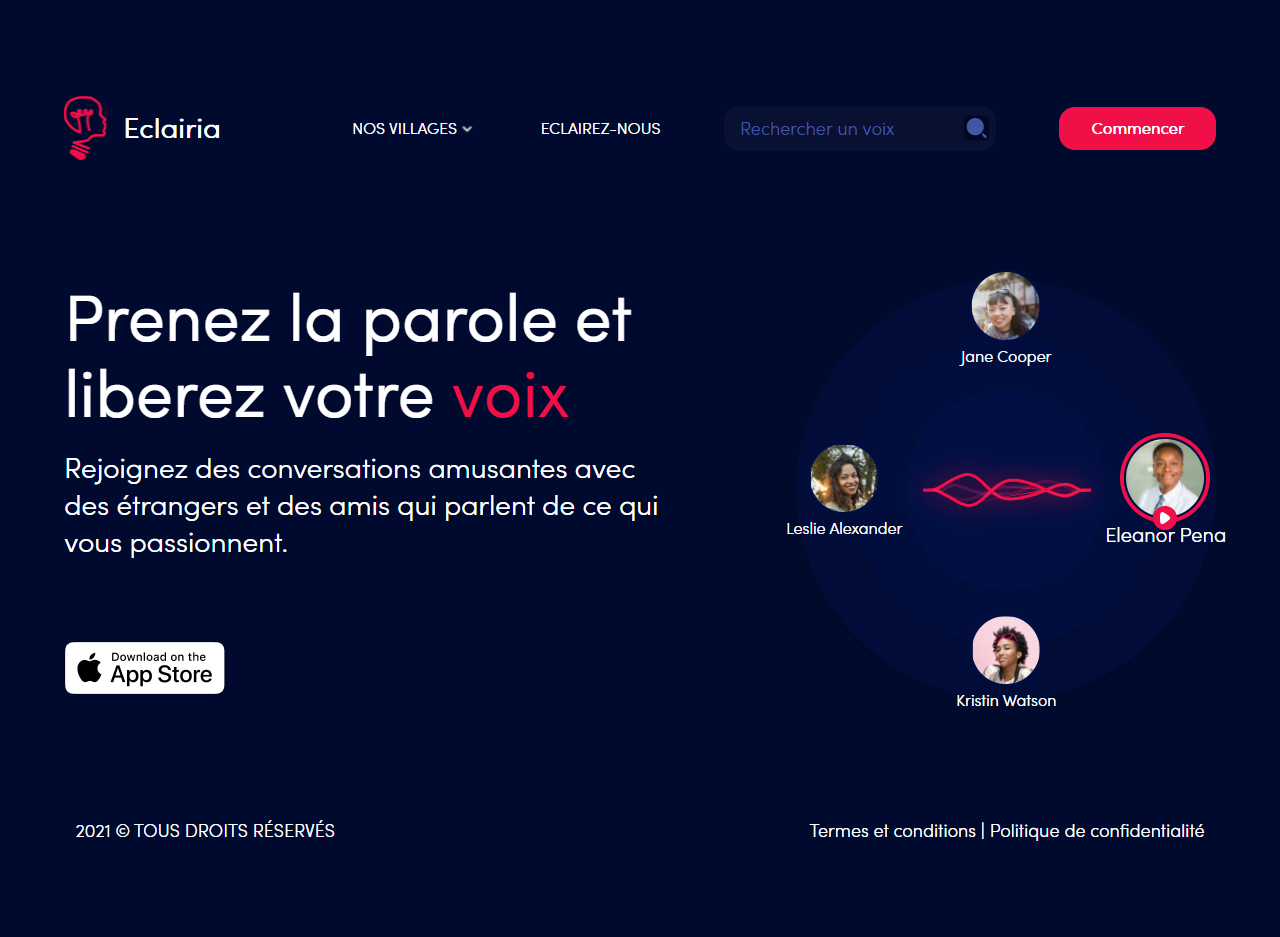 Eclairia
NOS VILLAGES
ECLAIREZ-NOUS
Rechercher un voix
Commencer
Prenez la parole et
liberez votre voix
Rejoignez des conversations amusantes avec
des étrangers et des amis qui parlent de ce qui
vous passionnent.
Download on the
App Store
Jane Cooper
Leslie Alexander
Eleanor Pena
Kristin Watson
2021 © TOUS DROITS RÉSERVÉS
Termes et conditions | Politique de confidentialité